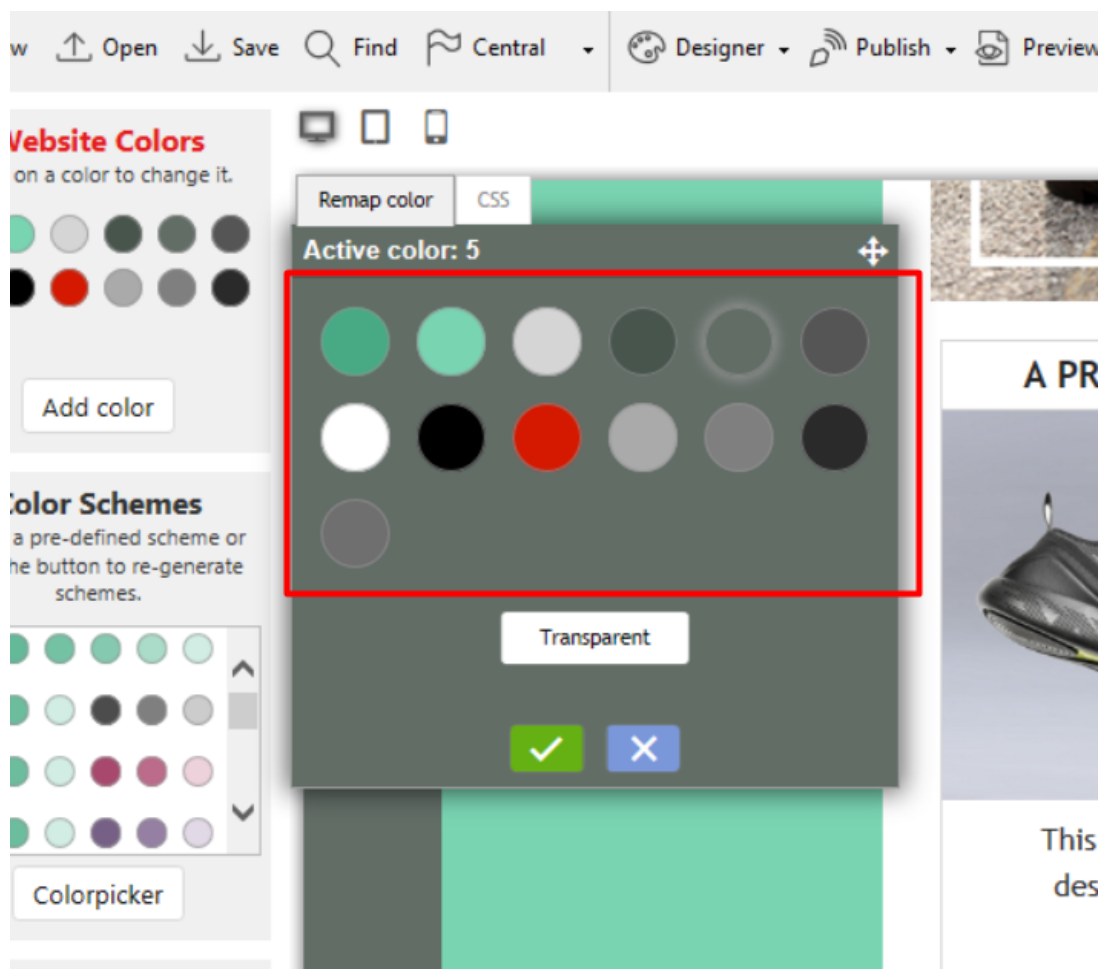 w Open Save Find Central Designer Publish Preview
Website Colors
on a color to change it.
Add color
Color Schemes
a pre-defined scheme or
he button to re-generate
schemes.
Colorpicker
Remap color CSS
Active color: 5
Transparent
A PR
This
des